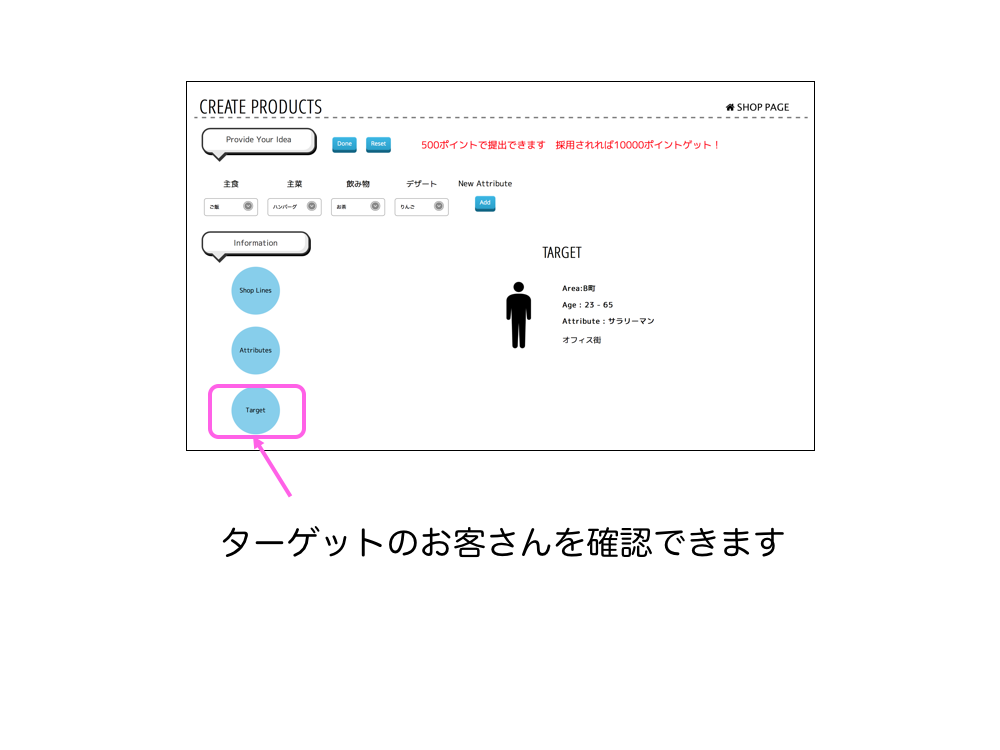 CREATE PRODUCTS
SHOP PAGE
Provide Your Idea
Done
Reset
500ポイントで提出できます 採用されれば10000ポイントゲット！
主食 主菜 飲み物 デザート New Attribute
ご飯 ハンバーグ お茶 りんご Add
Information
TARGET
Shop Lines
Area:B町
Age : 23 - 65
Attribute : サラリーマン
オフィス街
Attributes
Target
ターゲットのお客さんを確認できます